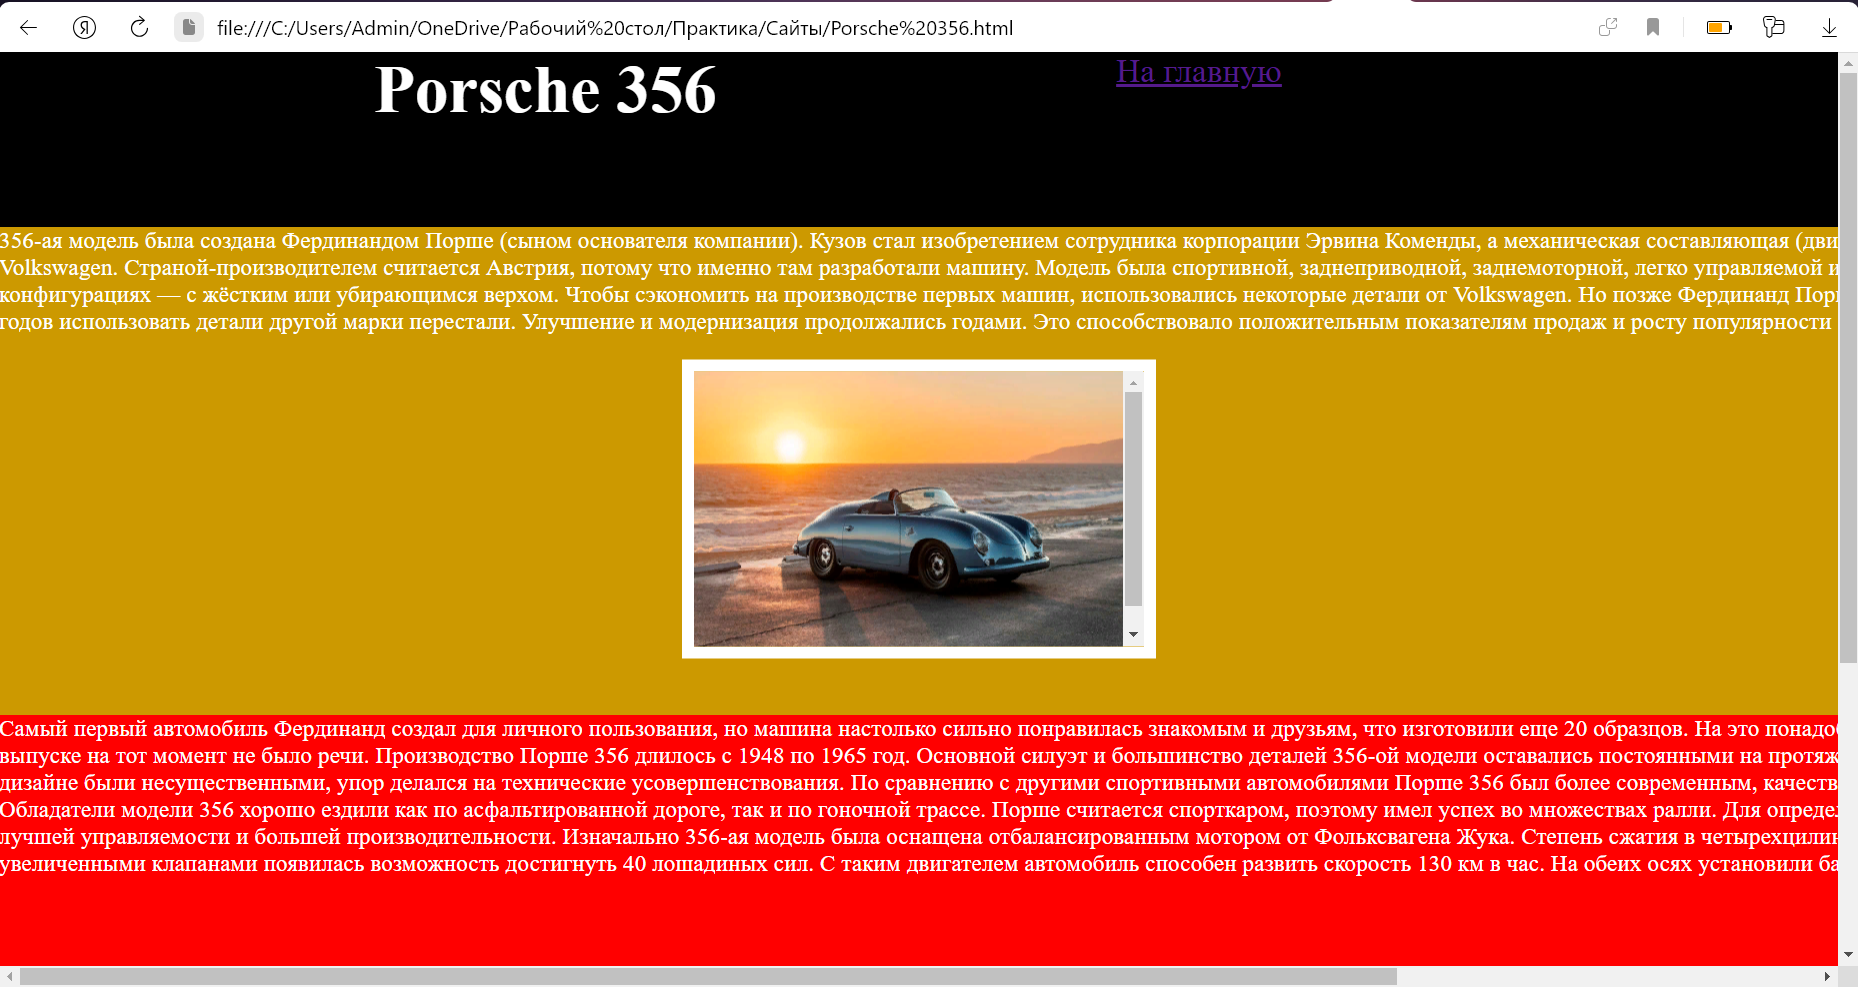 file:///C:/Users/Admin/OneDrive/Рабочий%20стол/Практика/Сайты/Porsche%20356.html
Porsche 356
На главную
356-ая модель была создана Фердинандом Порше (сыном основателя компании). Кузов стал изобретением сотрудника корпорации Эрвина Коменды, а механическая составляющая (дви
Volkswagen. Страной-производителем считается Австрия, потому что именно там разработали машину. Модель была спортивной, заднеприводной, заднемоторной, легко управляемой и
конфигурациях — с жёстким или убирающимся верхом. Чтобы сэкономить на производстве первых машин, использовались некоторые детали от Volkswagen. Но позже Фердинанд Пор
годов использовать детали другой марки перестали. Улучшение и модернизация продолжались годами. Это способствовало положительным показателям продаж и росту популярности
Самый первый автомобиль Фердинанд создал для личного пользования, но машина настолько сильно понравилась знакомым и друзьям, что изготовили еще 20 образцов. На это понадо
выпуске на тот момент не было речи. Производство Порше 356 длилось с 1948 по 1965 год. Основной силуэт и большинство деталей 356-ой модели оставались постоянными на протяж
дизайне были несущественными, упор делался на технические усовершенствования. По сравнению с другими спортивными автомобилями Порше 356 был более современным, качеств
Обладатели модели 356 хорошо ездили как по асфальтированной дороге, так и по гоночной трассе. Порше считается спорткаром, поэтому имел успех во множествах ралли. Для опреде
лучшей управляемости и большей производительности. Изначально 356-ая модель была оснащена отбалансированным мотором от Фольксвагена Жука. Степень сжатия в четырехцилин
увеличенными клапанами появилась возможность достигнуть 40 лошадиных сил. С таким двигателем автомобиль способен развить скорость 130 км в час. На обеих осях установили ба